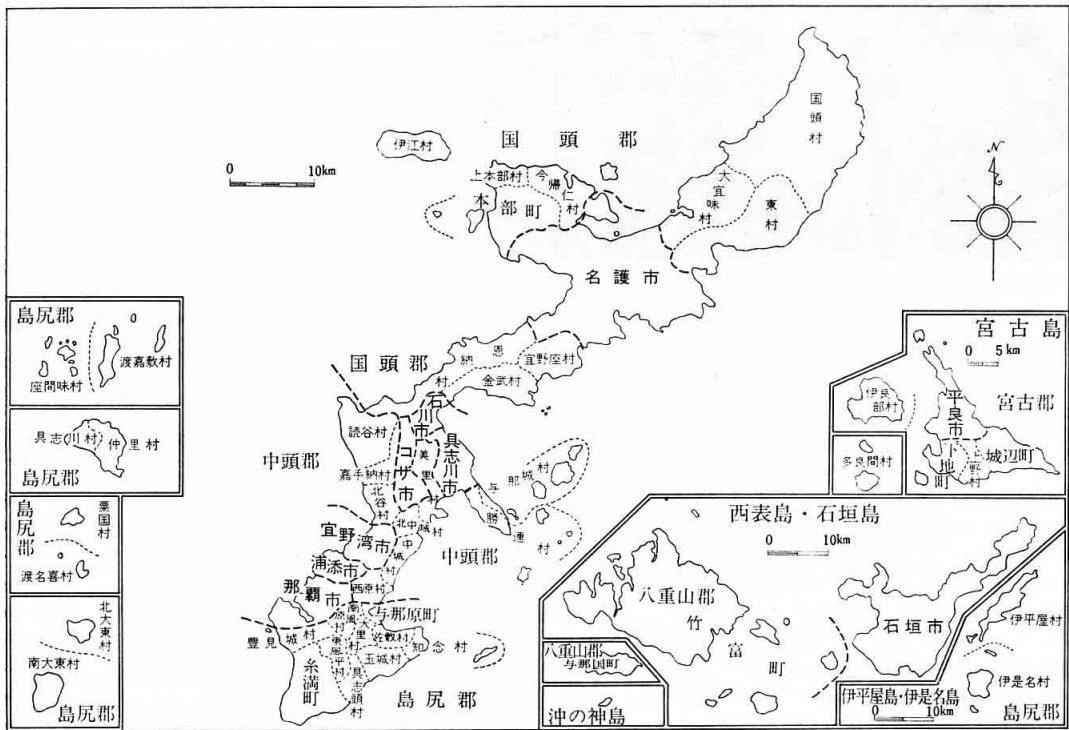 国頭郡
伊江村
0 10km
上本部村
今帰仁村
本部町
国頭村
大宜味村
東村
N
名護市
国頭郡
恩納村
宜野座村
金武村
石川市
読谷村
美里村
具志川市
コザ市
中頭郡
嘉手納村
北谷村
与那城村
勝連村
北中城村
中城村
中頭郡
宜野湾市
浦添市
西原村
那覇市
南風原村
与那原町
大里村
佐敷村
知念村
豊見城村
東風平村
玉城村
糸満町
具志頭村
島尻郡
島尻郡
座間味村
渡嘉敷村
具志川村
仲里村
島尻郡
島尻郡
粟国村
渡名喜村
北大東村
南大東村
島尻郡
宮古島
0 5km
伊良部村
平良市
宮古郡
多良間村
下地町
上野村
城辺町
西表島・石垣島
0 10km
八重山郡
竹富町
石垣市
八重山郡
与那国町
沖の神島
伊平屋村
伊是名村
伊平屋島・伊是名島
0 10km
島尻郡